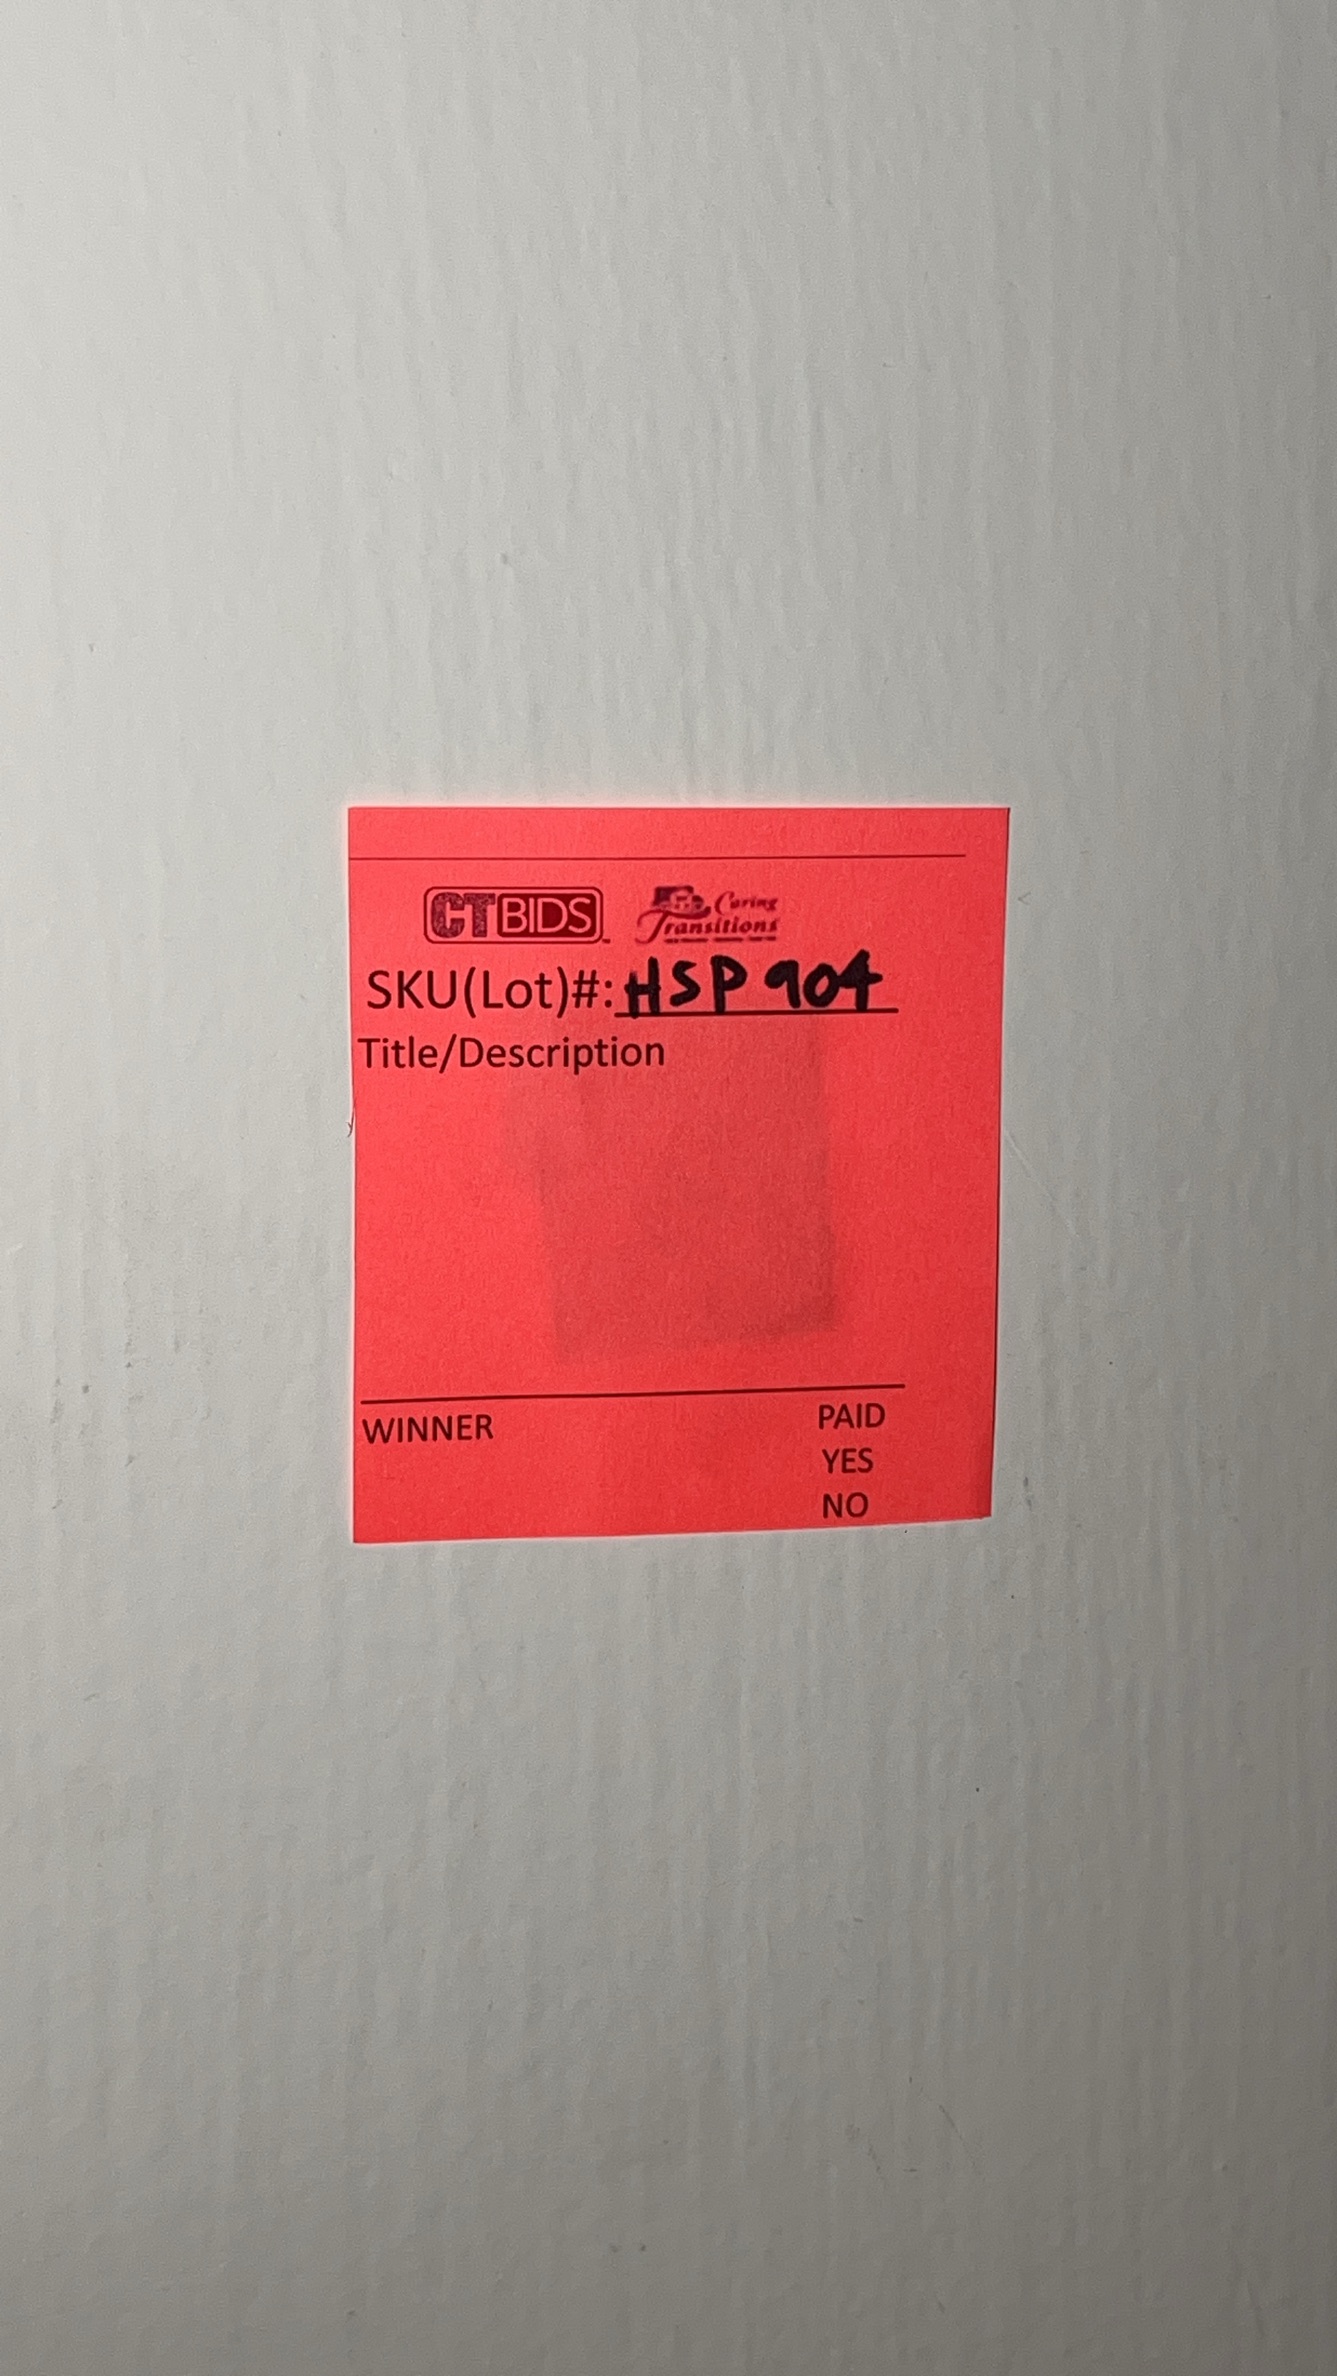 CTBIDS Caring Transitions
SKU(Lot)#: HSP 904
Title/Description
WINNER PAID
YES
NO